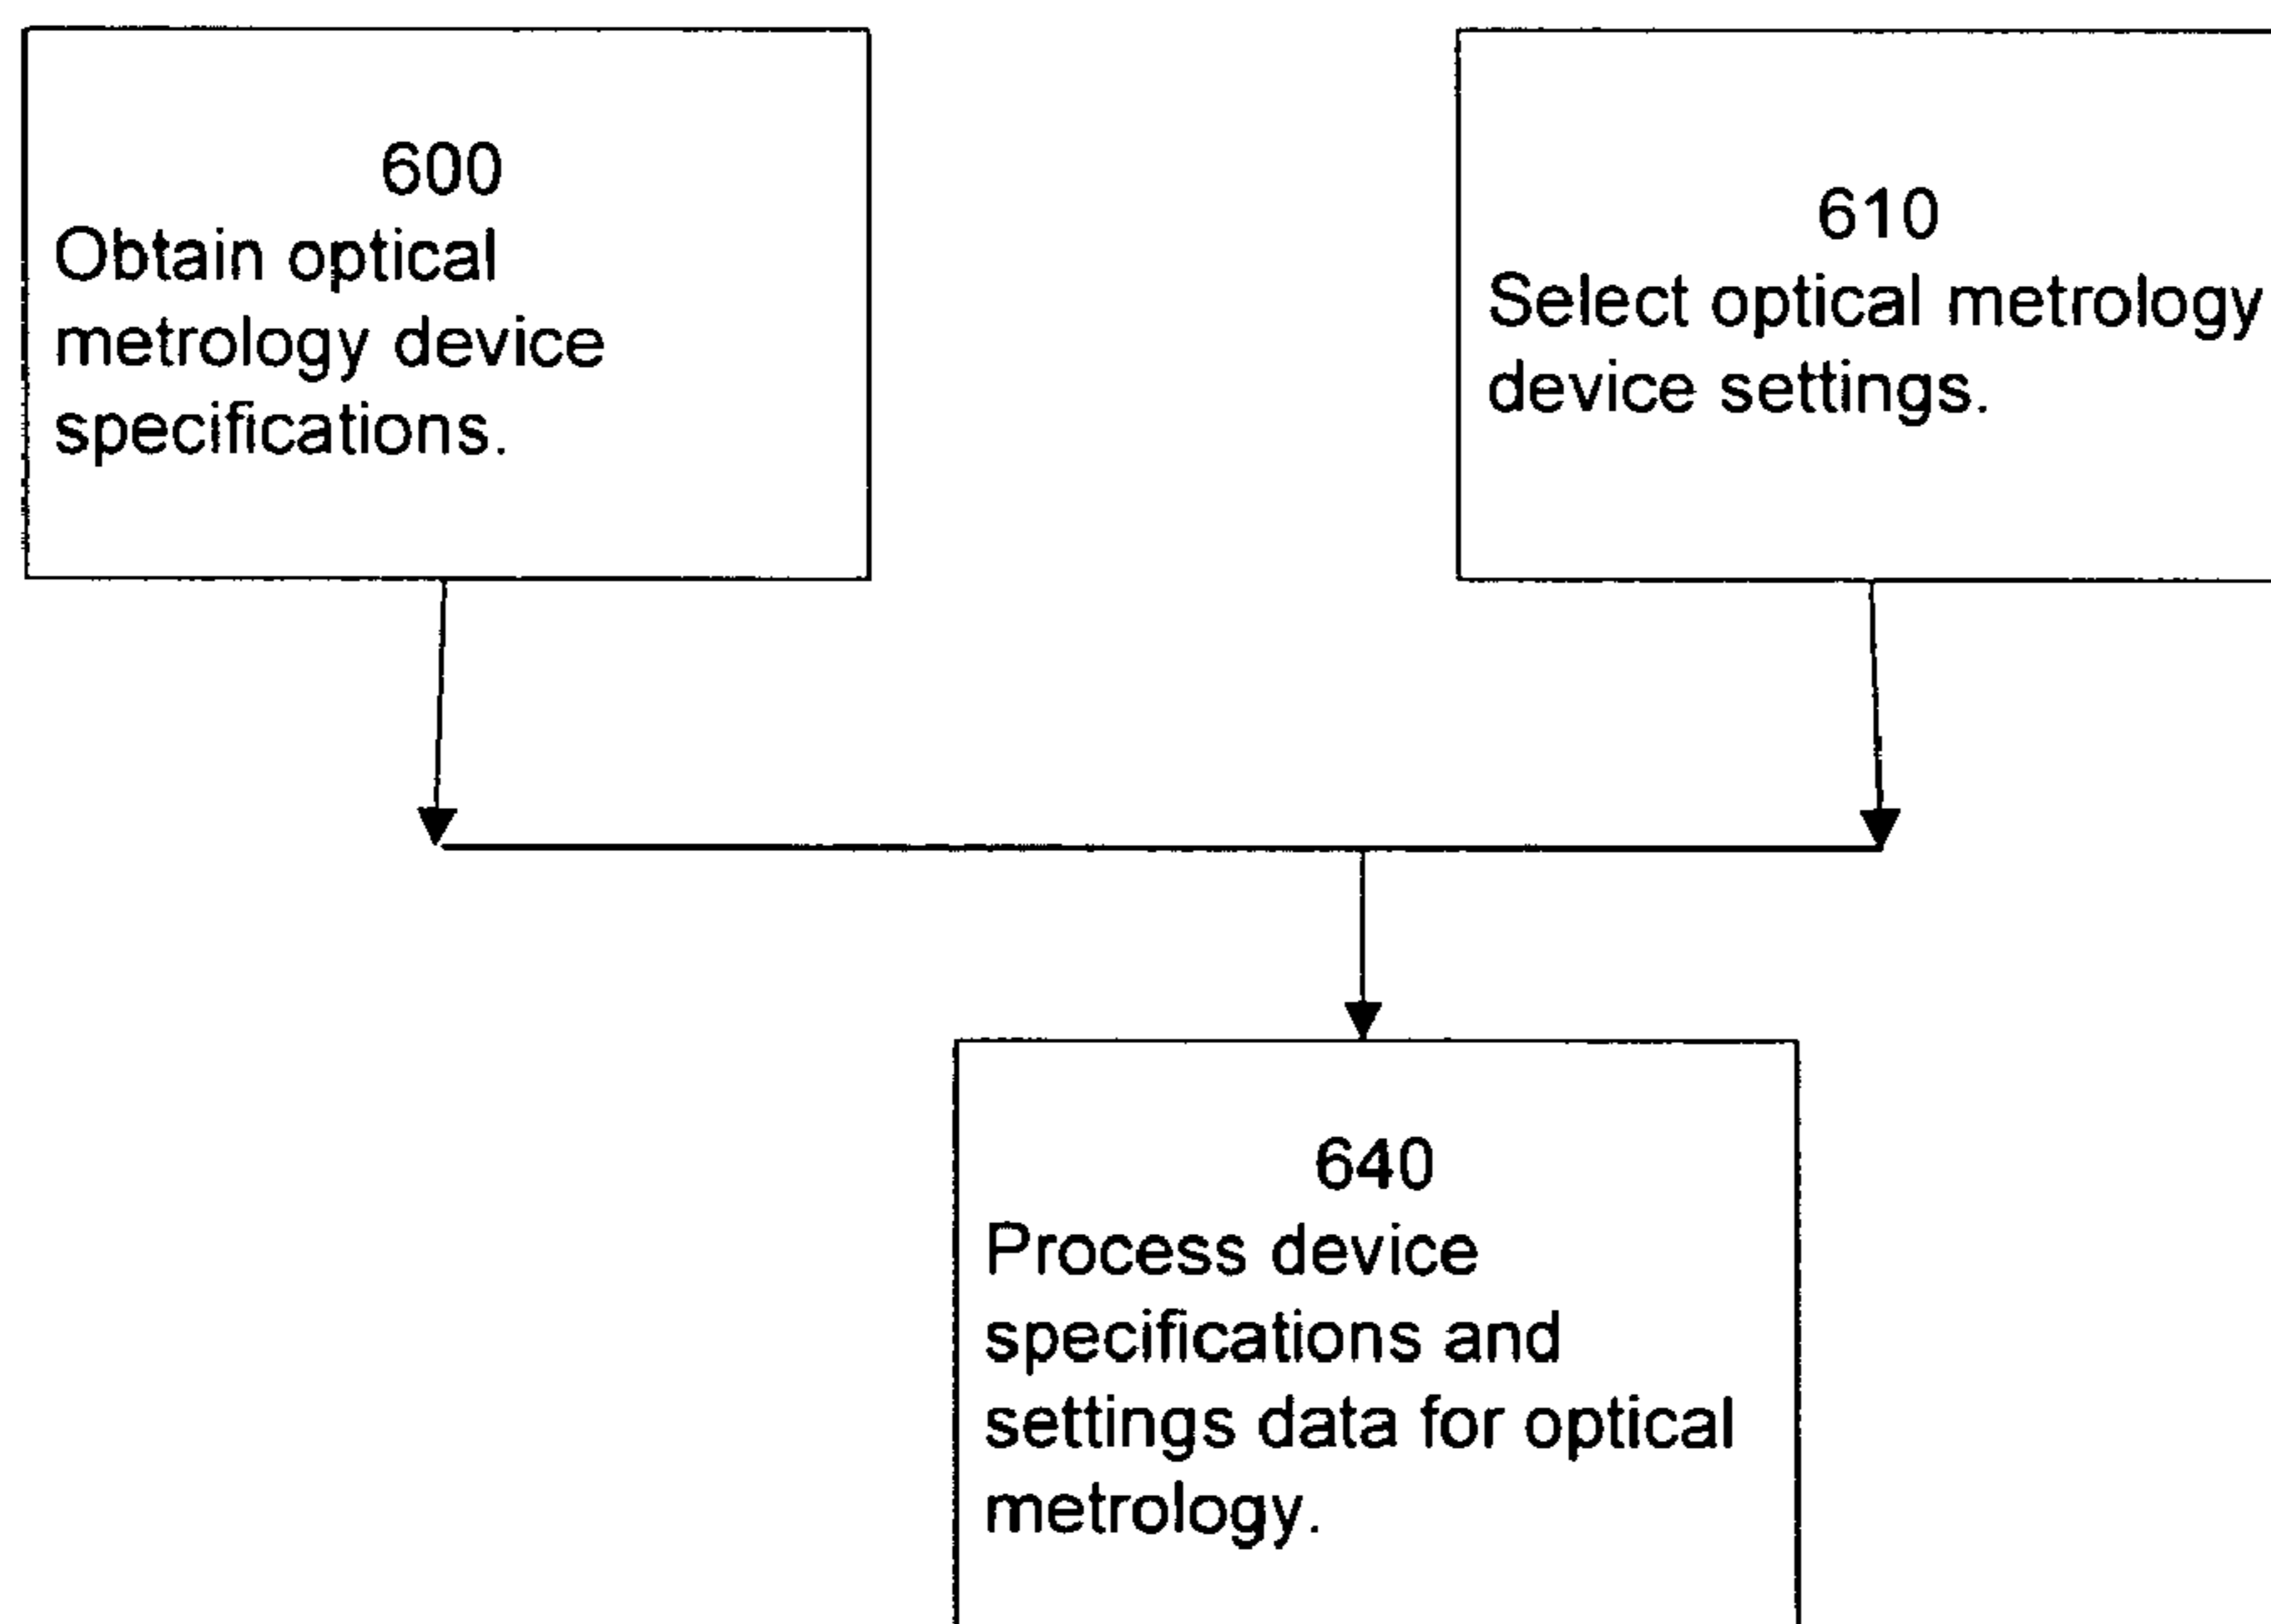 600
Obtain optical
metrology device
specifications.
610
Select optical metrology
device settings.
640
Process device
specifications and
settings data for optical
metrology.